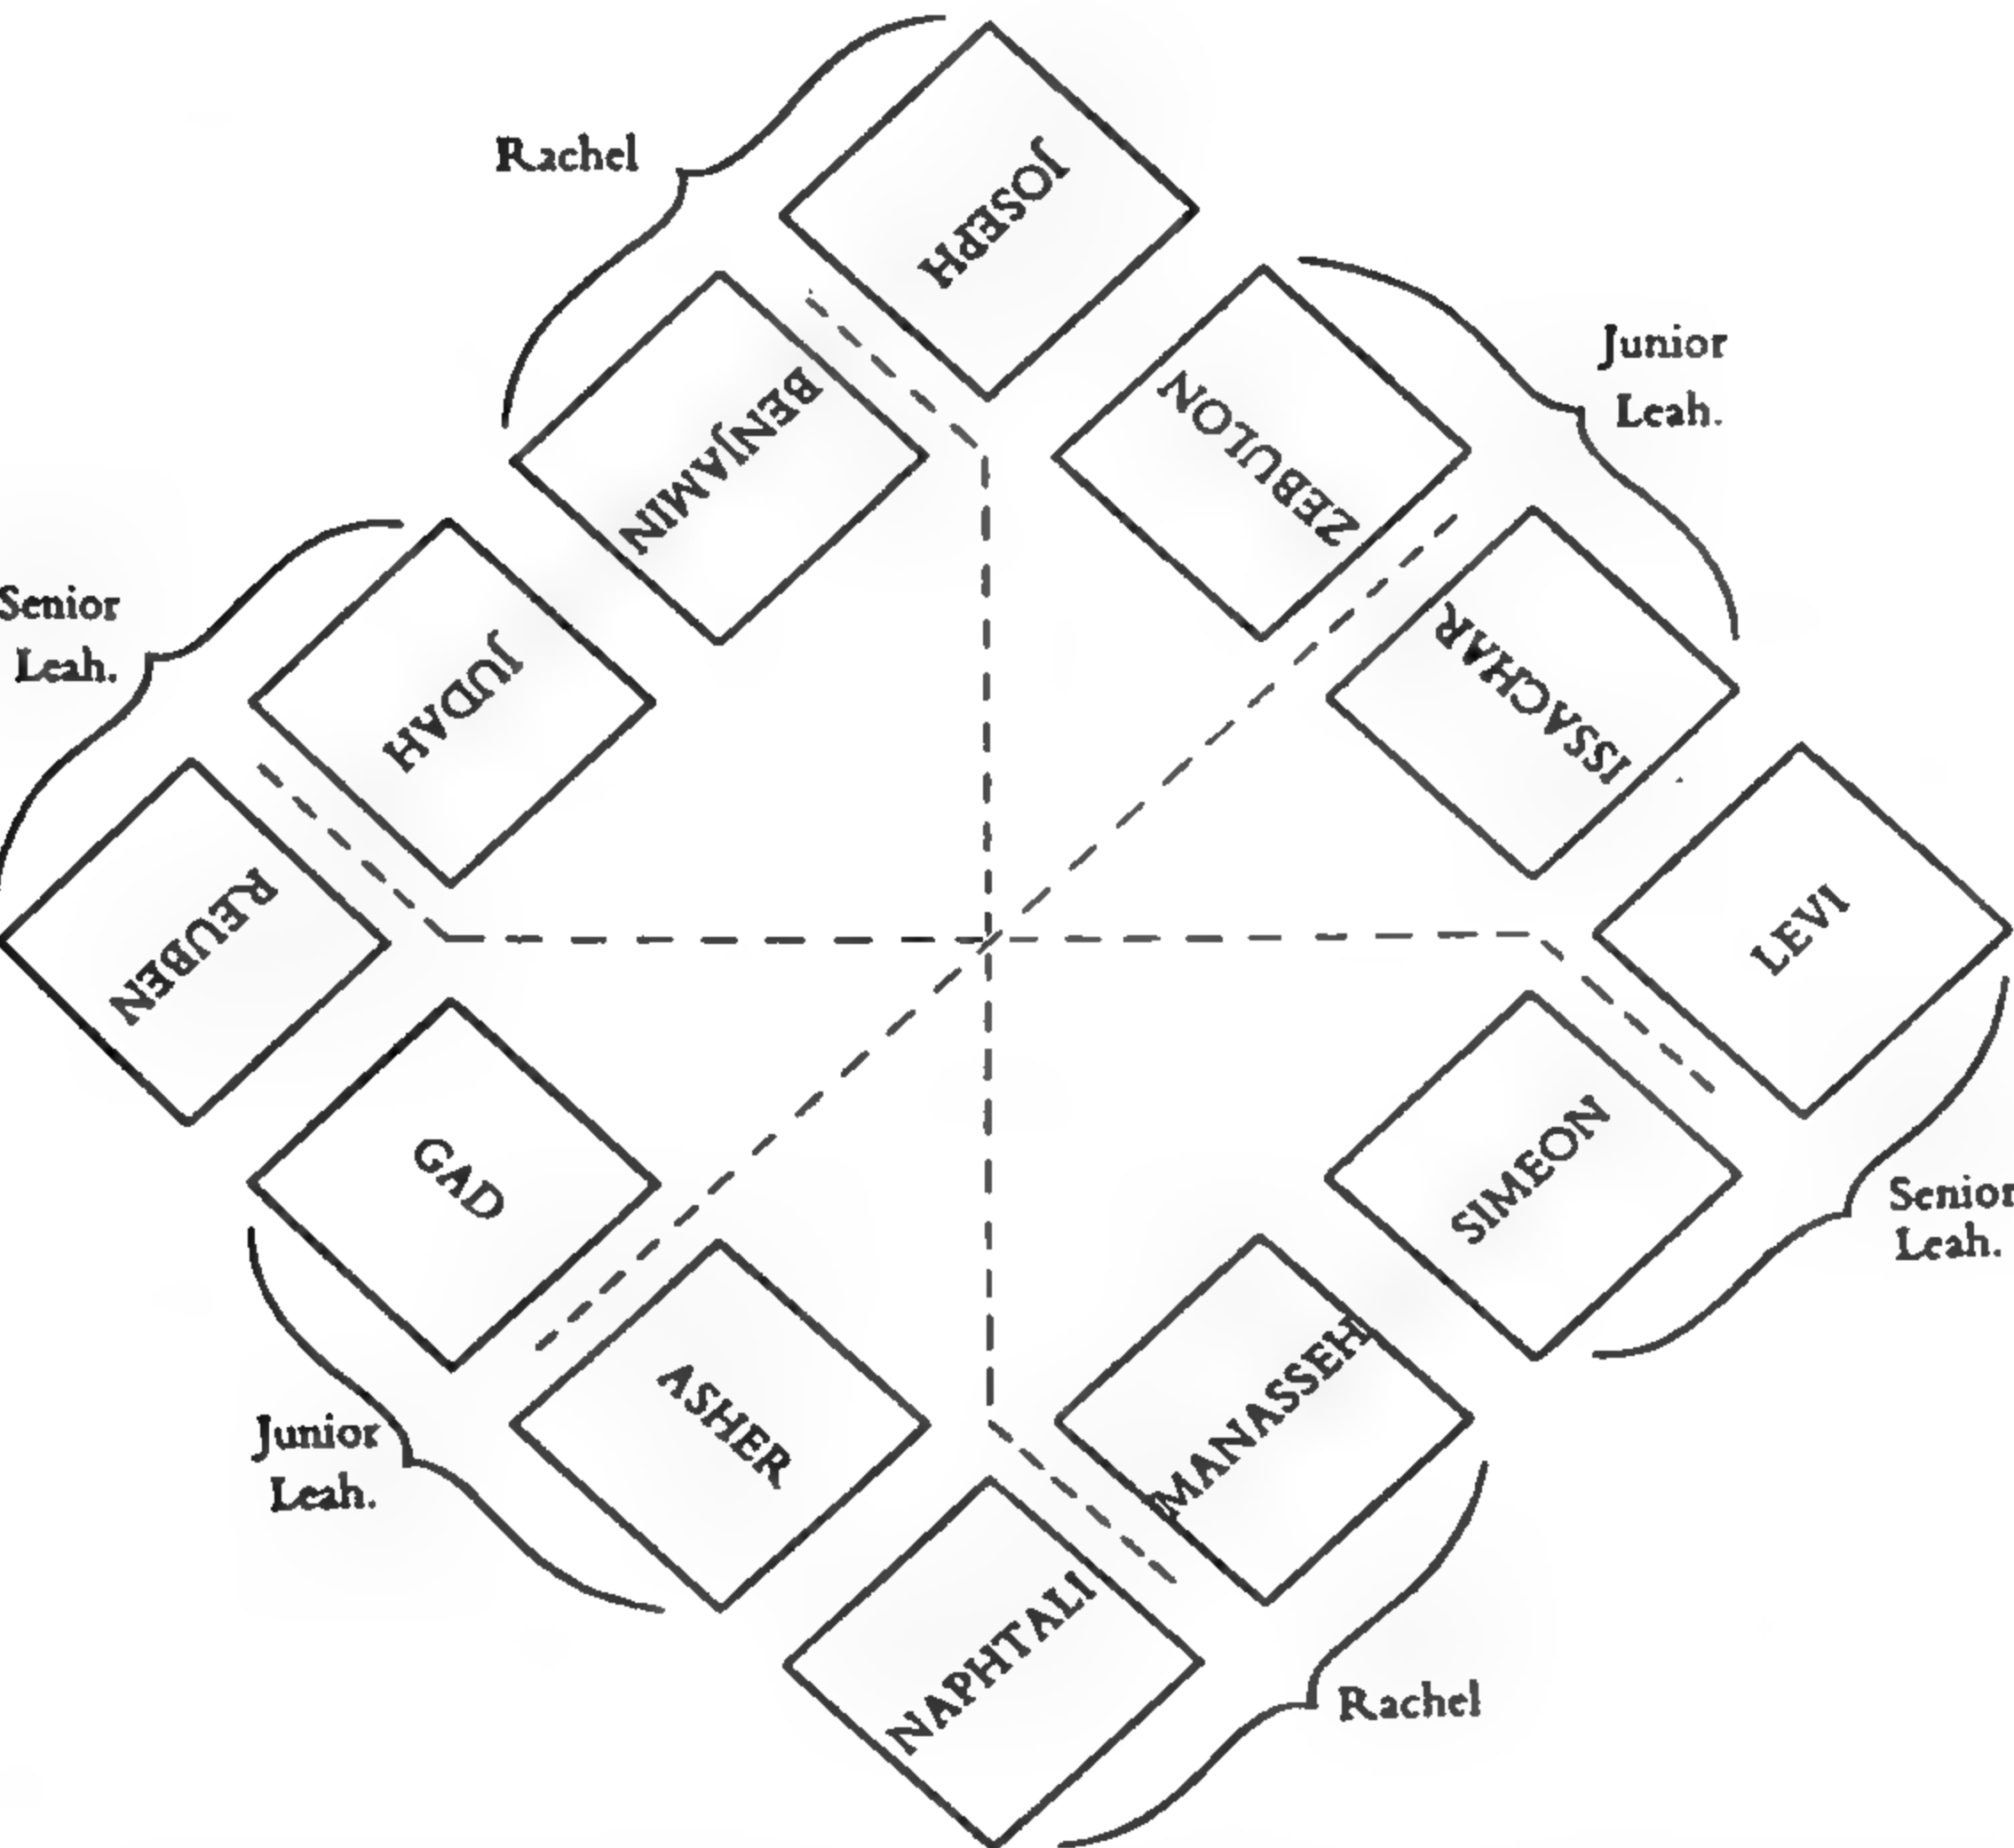 Rachel
JOSEPH
Junior
Leah.
BENJAMIN
ZEBULON
Senior
Leah.
JUDAH
ISSACHAR
REUBEN
LEVI
GAD
SIMEON
Senior
Leah.
ASHER
MANASSEH
Junior
Leah.
NAPHTALI
Rachel